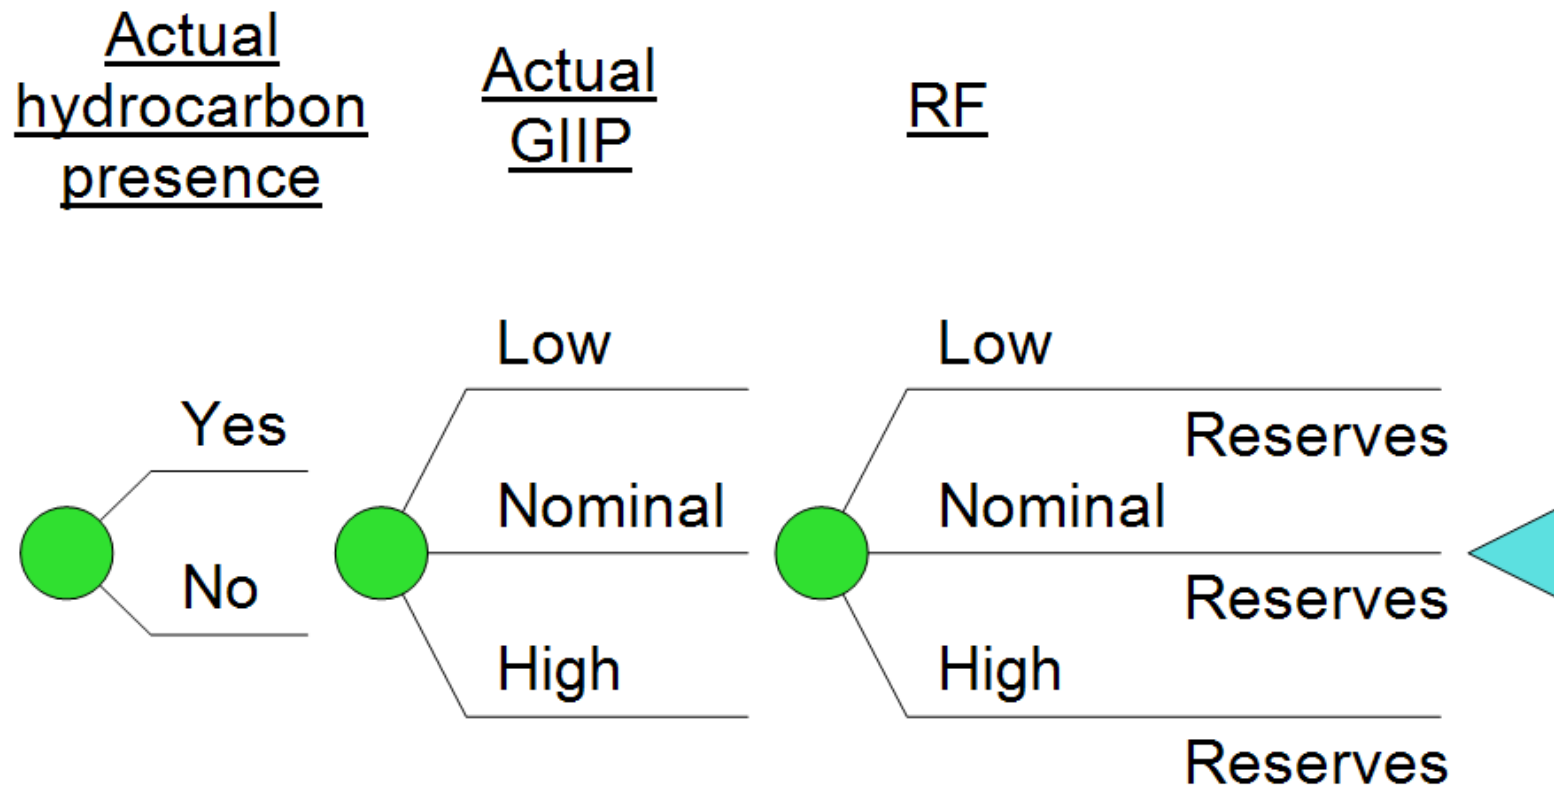 Actual
hydrocarbon
presence
Actual
GIIP
RF
Yes
No
Low
Nominal
High
Low
Reserves
Nominal
Reserves
High
Reserves